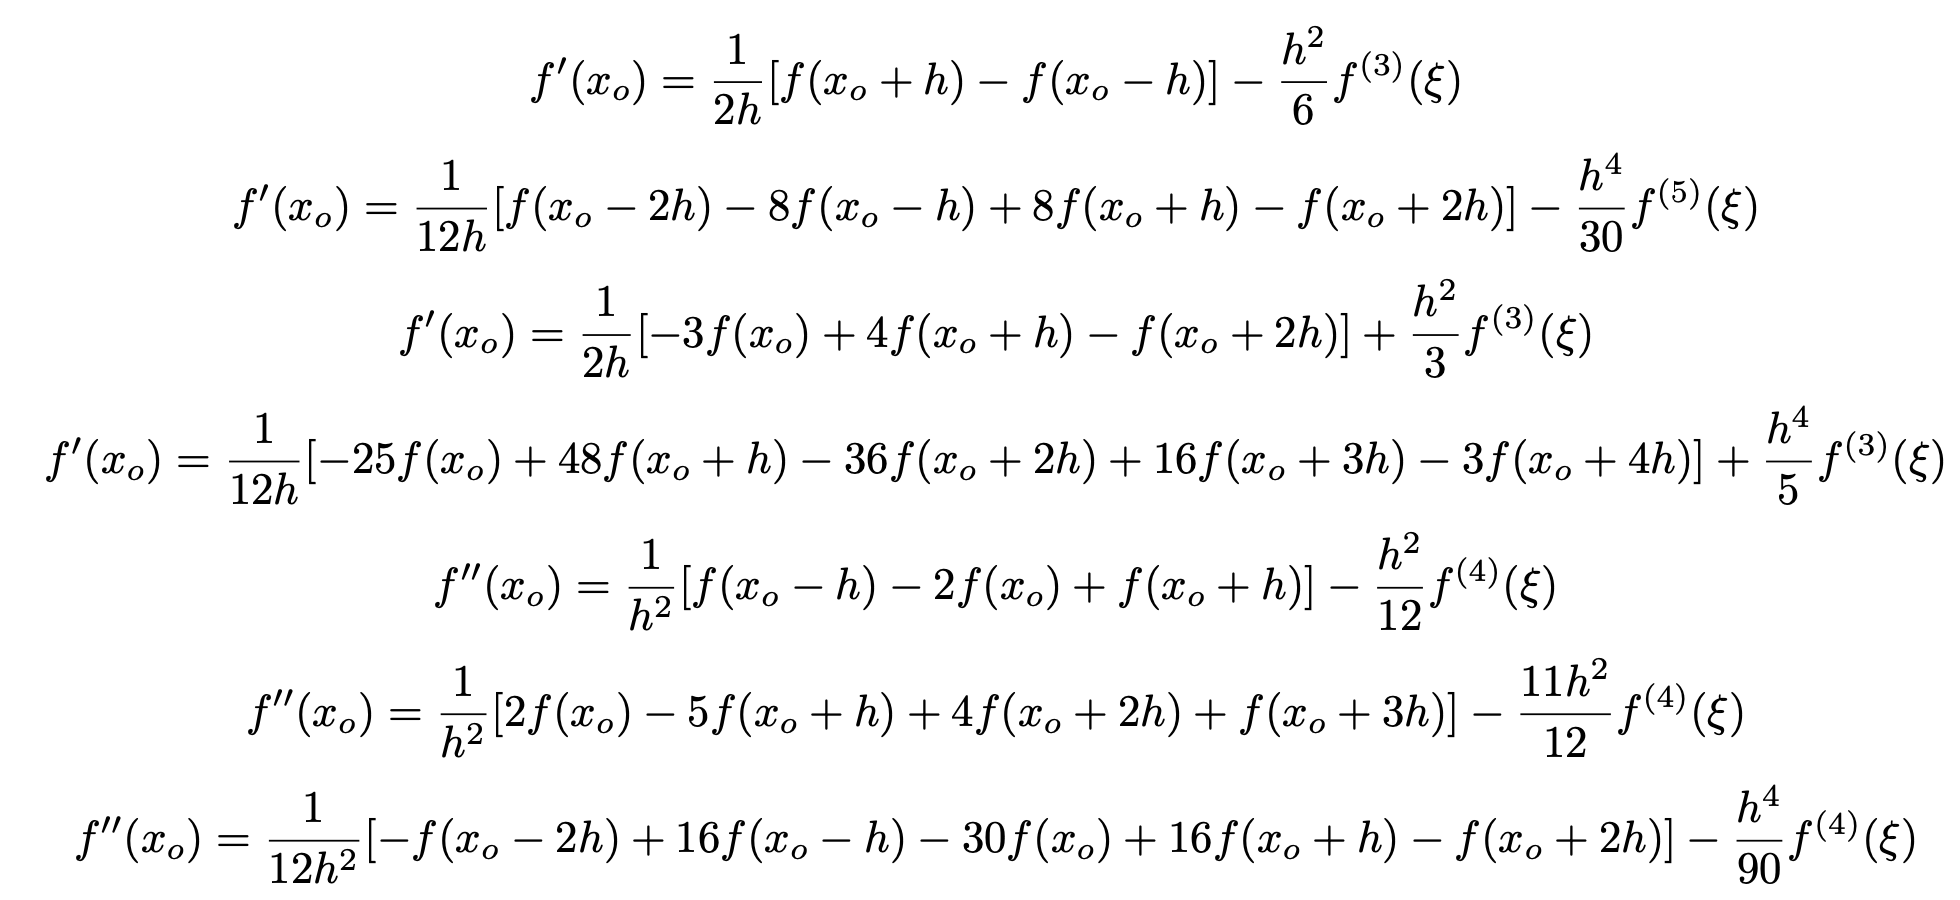 $f'(x_o) = \frac{1}{2h}[f(x_o + h) - f(x_o - h)] - \frac{h^2}{6}f^{(3)}(\xi)$
$f'(x_o) = \frac{1}{12h}[f(x_o - 2h) - 8f(x_o - h) + 8f(x_o + h) - f(x_o + 2h)] - \frac{h^4}{30}f^{(5)}(\xi)$
$f'(x_o) = \frac{1}{2h}[-3f(x_o) + 4f(x_o + h) - f(x_o + 2h)] + \frac{h^2}{3}f^{(3)}(\xi)$
$f'(x_o) = \frac{1}{12h}[-25f(x_o) + 48f(x_o + h) - 36f(x_o + 2h) + 16f(x_o + 3h) - 3f(x_o + 4h)] + \frac{h^4}{5}f^{(3)}(\xi)$
$f''(x_o) = \frac{1}{h^2}[f(x_o - h) - 2f(x_o) + f(x_o + h)] - \frac{h^2}{12}f^{(4)}(\xi)$
$f''(x_o) = \frac{1}{h^2}[2f(x_o) - 5f(x_o + h) + 4f(x_o + 2h) + f(x_o + 3h)] - \frac{11h^2}{12}f^{(4)}(\xi)$
$f''(x_o) = \frac{1}{12h^2}[-f(x_o - 2h) + 16f(x_o - h) - 30f(x_o) + 16f(x_o + h) - f(x_o + 2h)] - \frac{h^4}{90}f^{(4)}(\xi)$